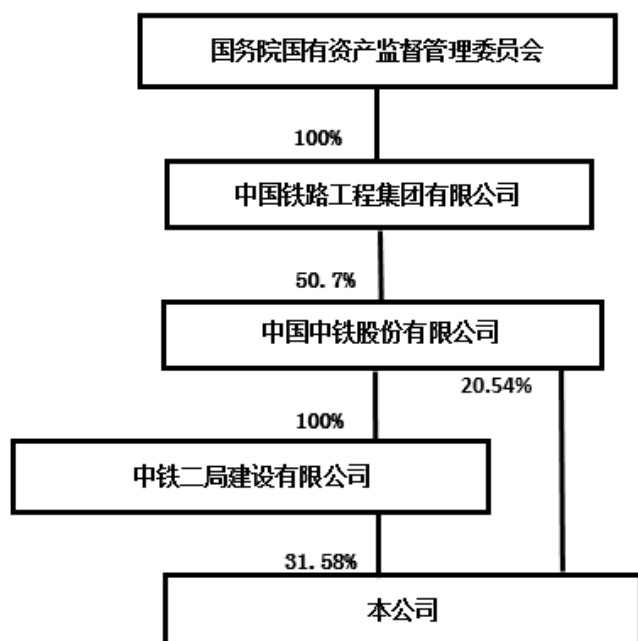 国务院国有资产监督管理委员会
100%
中国铁路工程集团有限公司
50.7%
中国中铁股份有限公司
20.54%
100%
中铁二局建设有限公司
31.58%
本公司